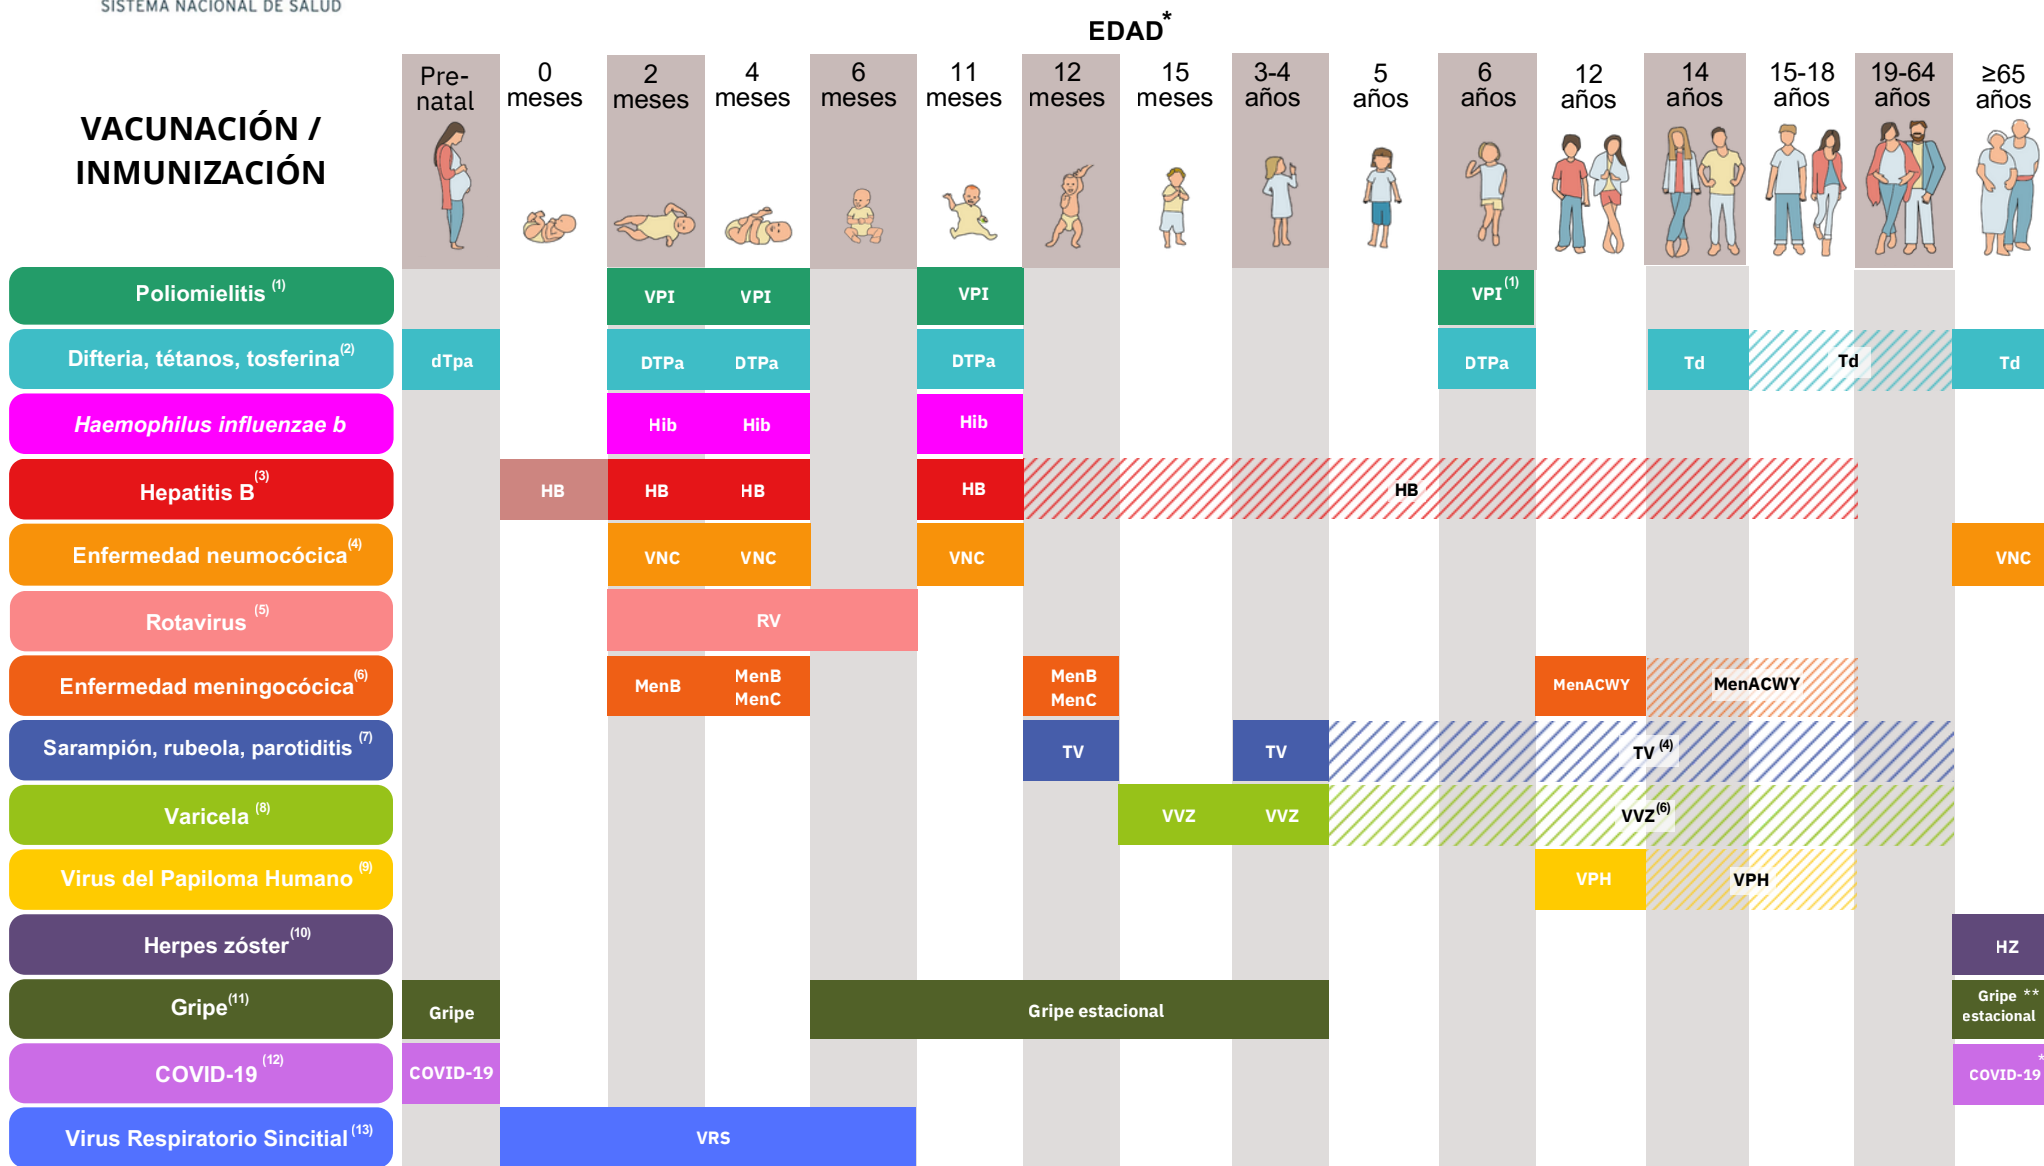 SISTEMA NACIONAL DE SALUD
EDAD*
VACUNACIÓN /
INMUNIZACIÓN
Pre-
natal
0
meses
2
meses
4
meses
6
meses
11
meses
12
meses
15
meses
3-4
años
5
años
6
años
12
años
14
años
15-18
años
19-64
años
≥65
años
Poliomielitis (1)
VPI
VPI
VPI
VPI (1)
Difteria, tétanos, tosferina (2)
dTpa
DTPa
DTPa
DTPa
DTPa
Td
Td
Td
Haemophilus influenzae b
Hib
Hib
Hib
Hepatitis B (3)
HB
HB
HB
HB
HB
Enfermedad neumocócica (4)
VNC
VNC
VNC
VNC
Rotavirus (5)
RV
Enfermedad meningocócica (6)
MenB
MenB
MenC
MenB
MenC
MenACWY
MenACWY
Sarampión, rubeola, parotiditis (7)
TV
TV
TV (4)
Varicela (8)
VVZ
VVZ
VVZ (6)
Virus del Papiloma Humano (9)
VPH
VPH
Herpes zóster (10)
HZ
Gripe (11)
Gripe
Gripe estacional
Gripe **
estacional
COVID-19 (12)
COVID-19
*
COVID-19
Virus Respiratorio Sincitial (13)
VRS